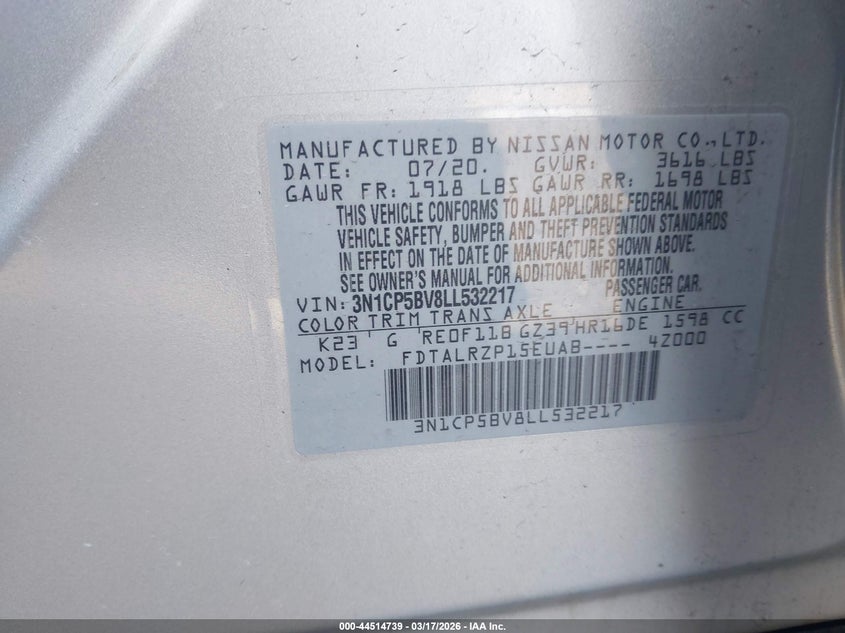 MANUFACTURED BY NISSAN MOTOR CO., LTD.
DATE: 07/20. GVWR: 3616 LBS
GAWR FR: 1918 LBS GAWR RR: 1698 LBS
THIS VEHICLE CONFORMS TO ALL APPLICABLE FEDERAL MOTOR
VEHICLE SAFETY, BUMPER AND THEFT PREVENTION STANDARDS
IN EFFECT ON THE DATE OF MANUFACTURE SHOWN ABOVE.
SEE OWNER'S MANUAL FOR ADDITIONAL INFORMATION.
VIN: 3N1CP5BV8LL532217 PASSENGER CAR.
COLOR TRIM TRANS AXLE ENGINE
K23 G RE0F11B GZ39 HR16DE 1598 CC
MODEL: FDTALRZP15EUAB---- 4Z000
3N1CP5BV8LL532217
000-44514739 - 03/17/2026 - IAA Inc.